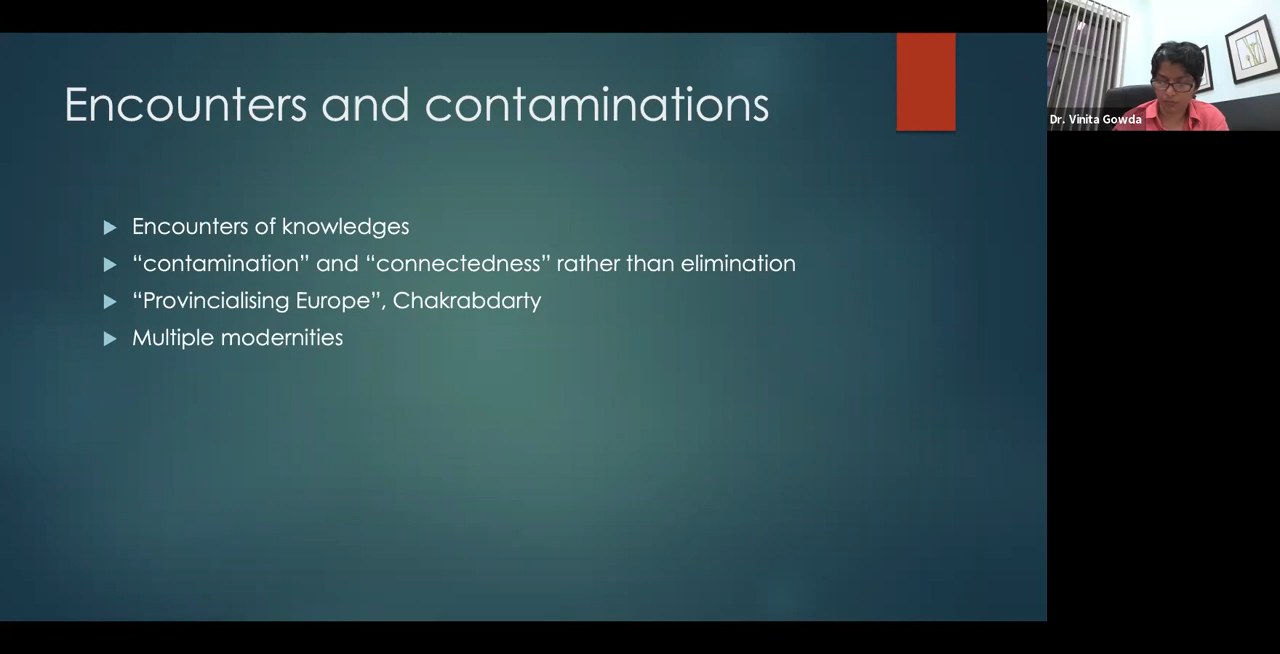 Encounters and contaminations
Encounters of knowledges
“contamination” and “connectedness” rather than elimination
“Provincialising Europe”, Chakrabdarty
Multiple modernities
Dr. Vinita Gowda